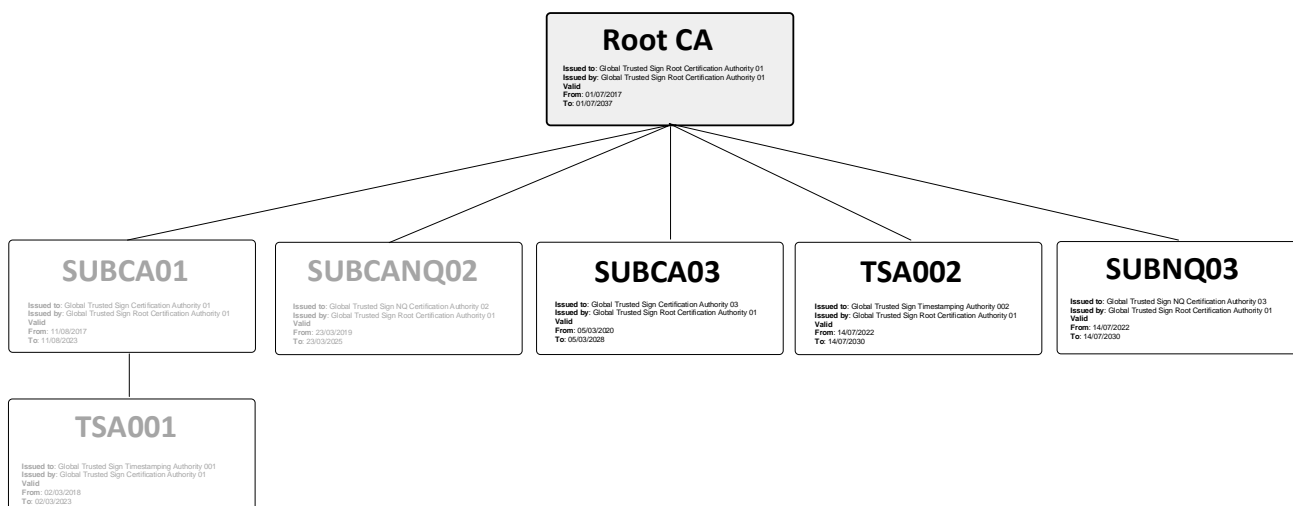 Root CA
Issued to: Global Trusted Sign Root Certification Authority 01
Issued by: Global Trusted Sign Root Certification Authority 01
Valid
From: 01/07/2017
To: 01/07/2037
SUBCA01
Issued to: Global Trusted Sign Certification Authority 01
Issued by: Global Trusted Sign Root Certification Authority 01
Valid
From: 11/08/2017
To: 11/08/2023
SUBCANQ02
Issued to: Global Trusted Sign NQ Certification Authority 02
Issued by: Global Trusted Sign Root Certification Authority 01
Valid
From: 23/03/2019
To: 23/03/2025
SUBCA03
Issued to: Global Trusted Sign Certification Authority 03
Issued by: Global Trusted Sign Root Certification Authority 01
Valid
From: 05/03/2020
To: 05/03/2028
TSA002
Issued to: Global Trusted Sign Timestamping Authority 002
Issued by: Global Trusted Sign Root Certification Authority 01
Valid
From: 14/07/2022
To: 14/07/2030
SUBNQ03
Issued to: Global Trusted Sign NQ Certification Authority 03
Issued by: Global Trusted Sign Root Certification Authority 01
Valid
From: 14/07/2022
To: 14/07/2030
TSA001
Issued to: Global Trusted Sign Timestamping Authority 001
Issued by: Global Trusted Sign Certification Authority 01
Valid
From: 02/03/2018
To: 02/03/2023